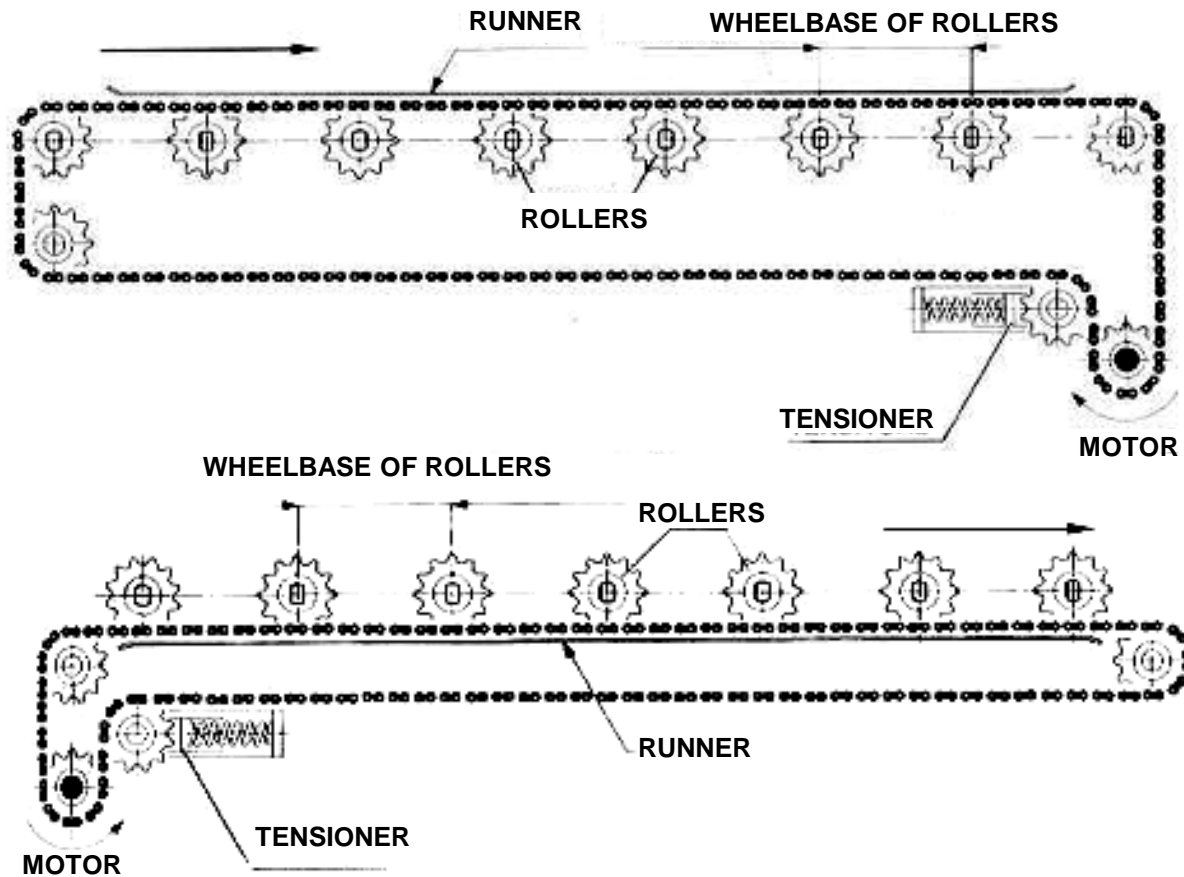 RUNNER
WHEELBASE OF ROLLERS
ROLLERS
TENSIONER
MOTOR
WHEELBASE OF ROLLERS
ROLLERS
RUNNER
TENSIONER
MOTOR